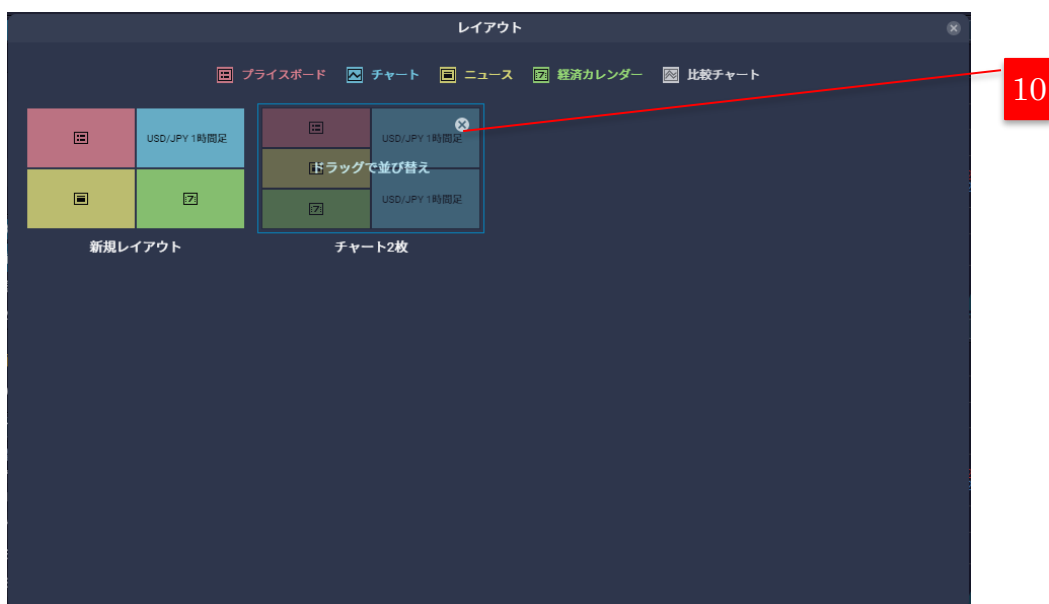 レイアウト
プライスボード チャート ニュース 経済カレンダー 比較チャート
10
USD/JPY 1時間足 USD/JPY 1時間足
ドラッグで並び替え
USD/JPY 1時間足
新規レイアウト チャート2枚